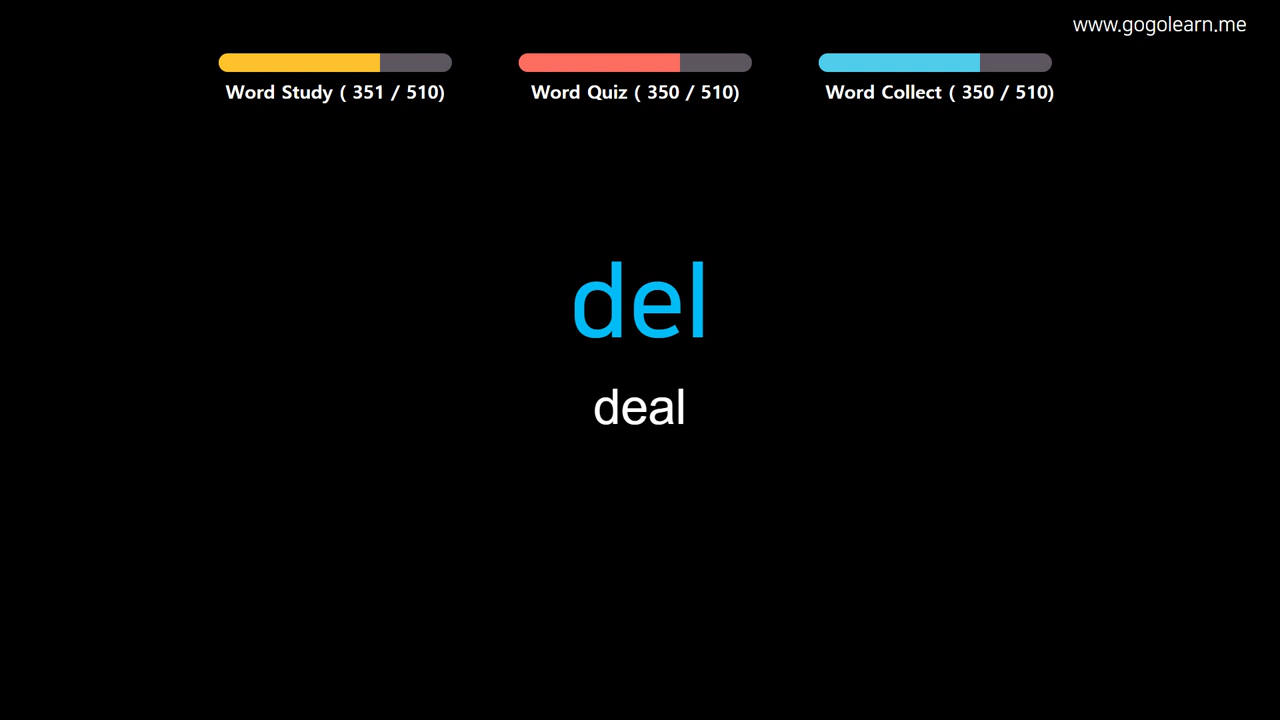 www.gogolearn.me
Word Study ( 351 / 510)
Word Quiz ( 350 / 510)
Word Collect ( 350 / 510)
del
deal